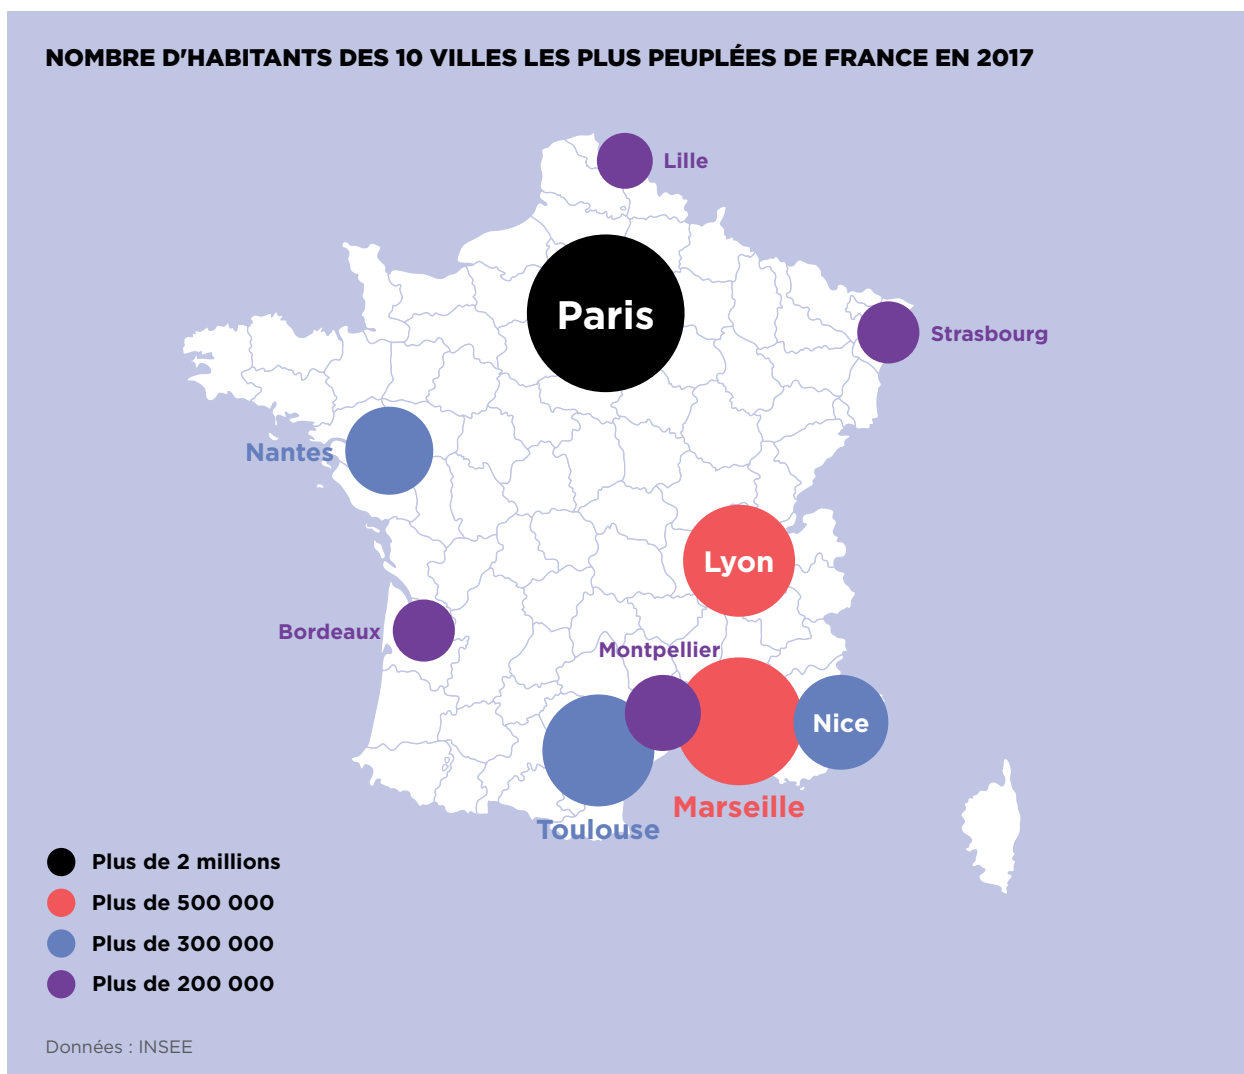 NOMBRE D'HABITANTS DES 10 VILLES LES PLUS PEUPLÉES DE FRANCE EN 2017
Lille
Paris
Strasbourg
Nantes
Lyon
Bordeaux
Montpellier
Nice
Marseille
Toulouse
Plus de 2 millions
Plus de 500 000
Plus de 300 000
Plus de 200 000
Données : INSEE